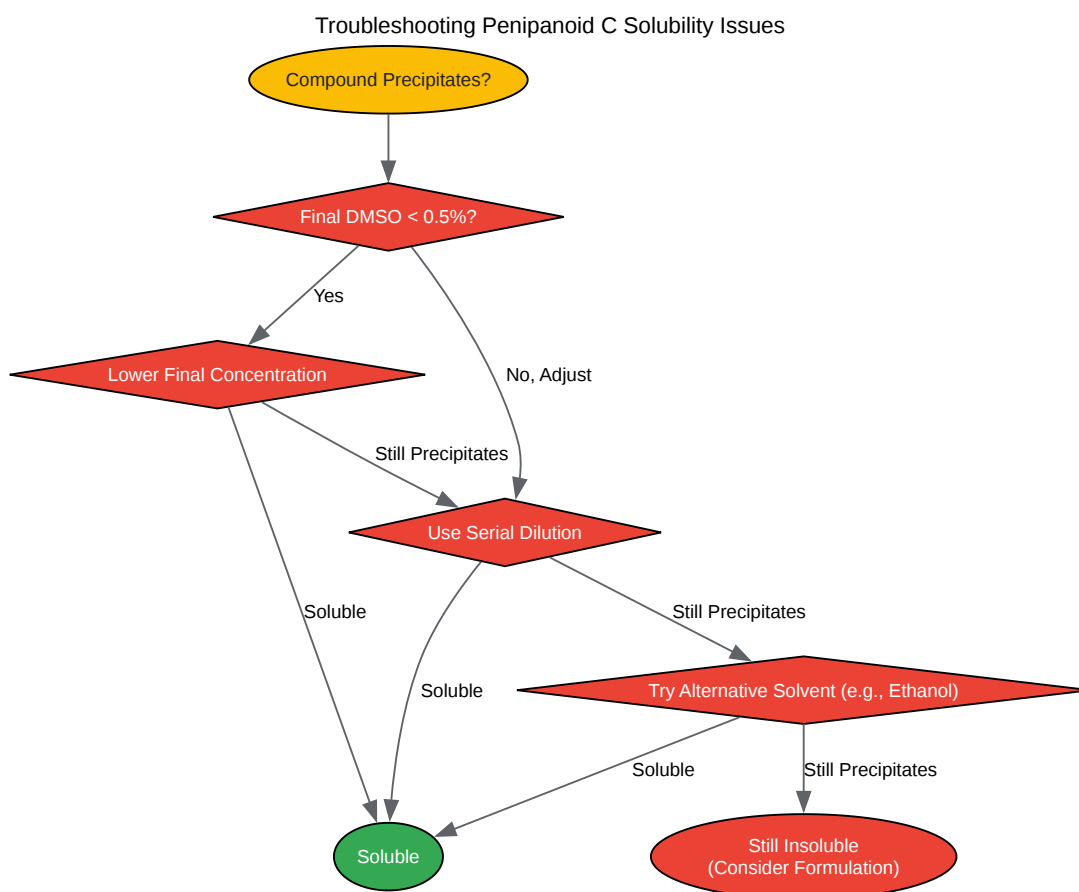 Troubleshooting Penipanoid C Solubility Issues
Compound Precipitates?
Final DMSO < 0.5%?
Yes
Lower Final Concentration
No, Adjust
Still Precipitates
Use Serial Dilution
Soluble
Still Precipitates
Soluble
Try Alternative Solvent (e.g., Ethanol)
Soluble
Still Precipitates
Soluble
Still Insoluble
(Consider Formulation)